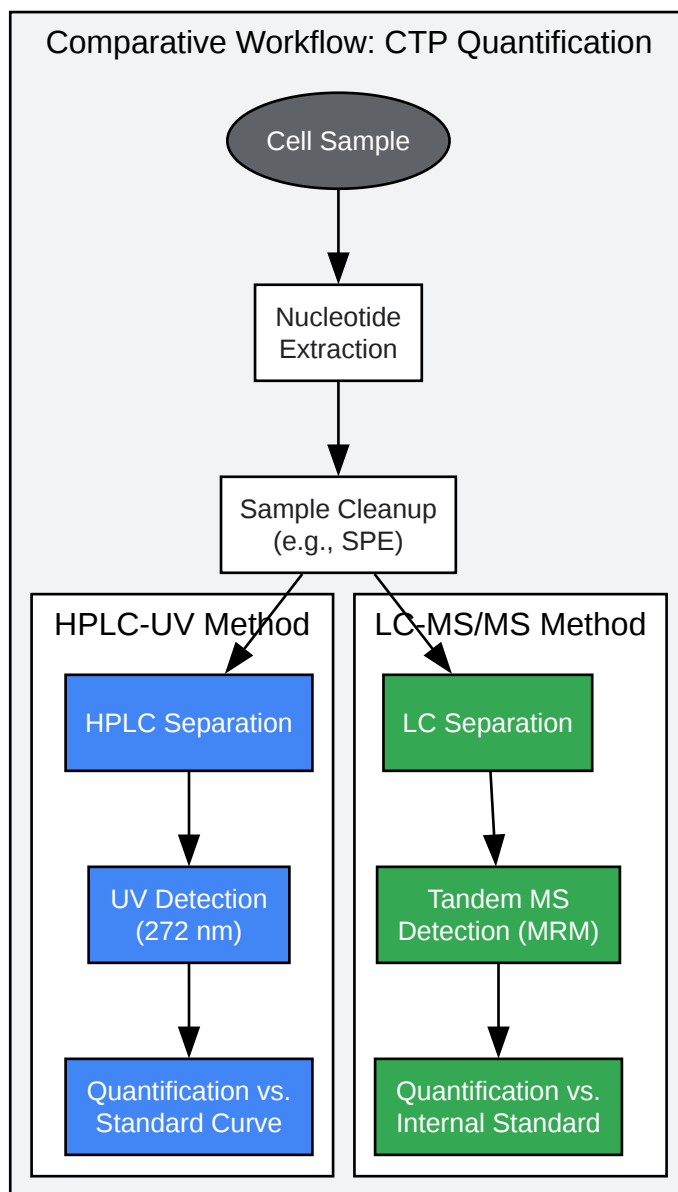 Comparative Workflow: CTP Quantification
Cell Sample
Nucleotide
Extraction
Sample Cleanup
(e.g., SPE)
HPLC-UV Method
HPLC Separation
UV Detection
(272 nm)
Quantification vs.
Standard Curve
LC-MS/MS Method
LC Separation
Tandem MS
Detection (MRM)
Quantification vs.
Internal Standard